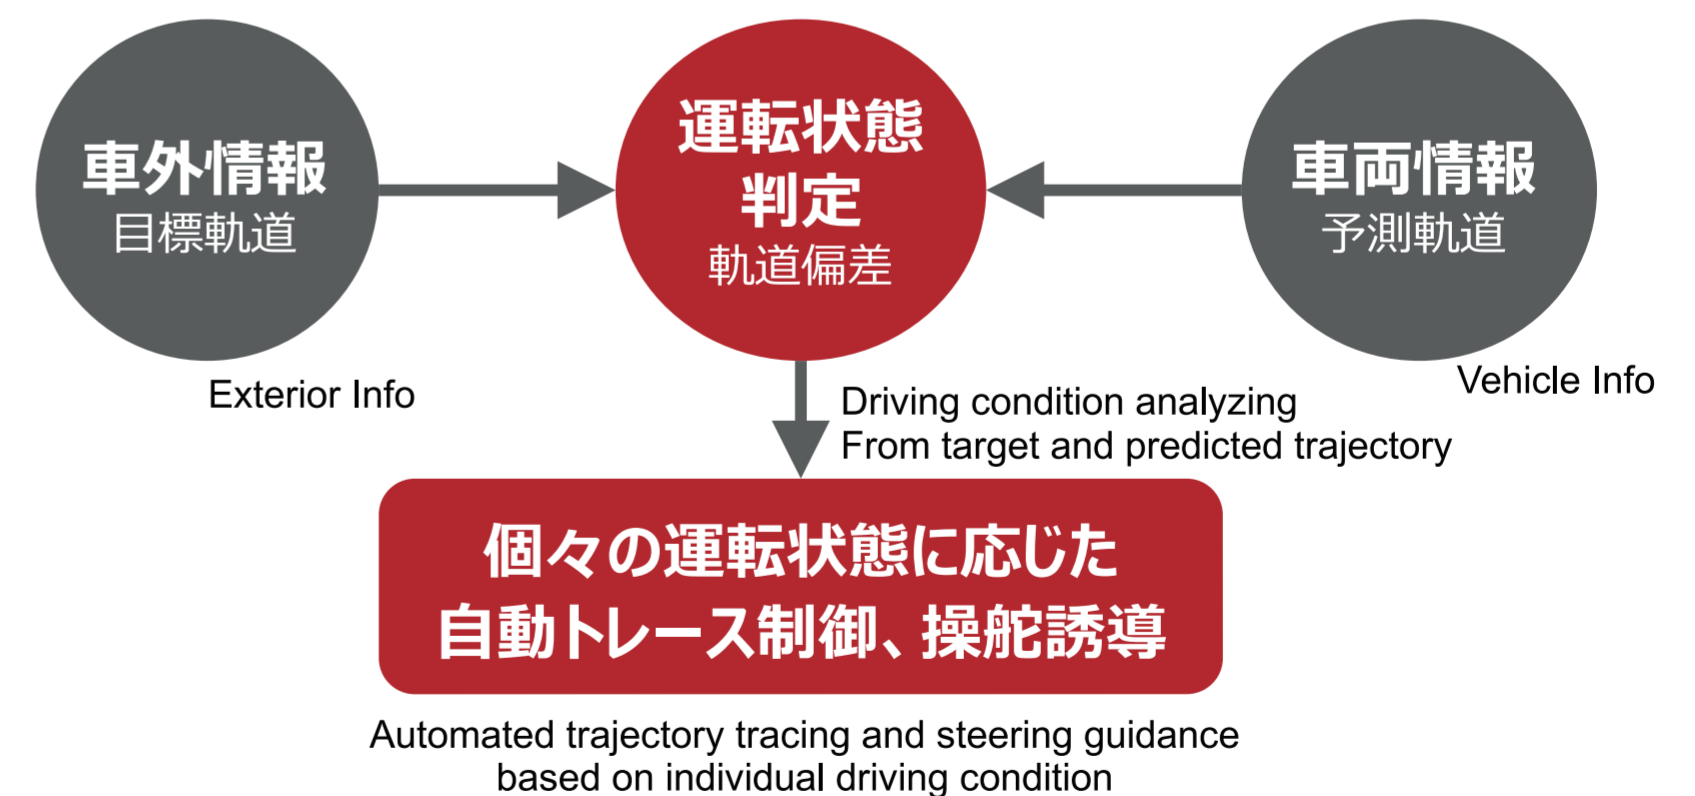 車外情報
目標軌道
Exterior Info
運転状態
判定
軌道偏差
車両情報
予測軌道
Vehicle Info
Driving condition analyzing
From target and predicted trajectory
個々の運転状態に応じた
自動トレース制御、操舵誘導
Automated trajectory tracing and steering guidance
based on individual driving condition